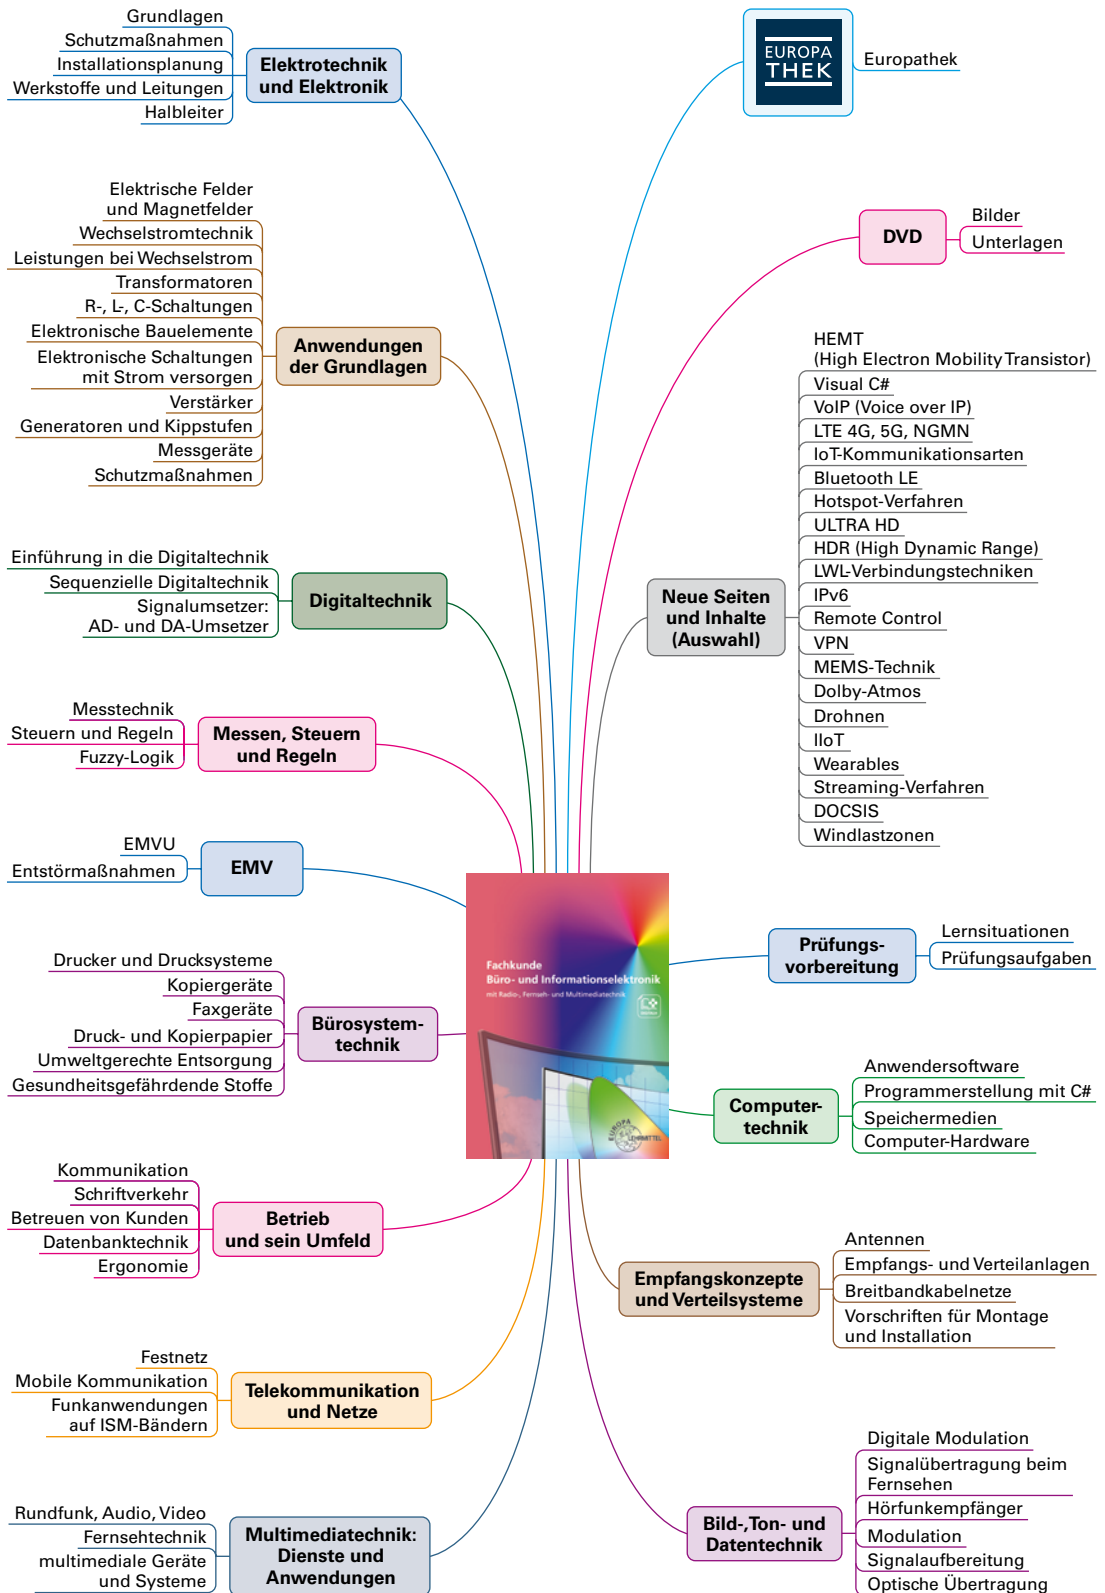 Grundlagen
Schutzmaßnahmen
Installationsplanung
Werkstoffe und Leitungen
Halbleiter
Elektrotechnik
und Elektronik
Elektrische Felder
und Magnetfelder
Wechselstromtechnik
Leistungen bei Wechselstrom
Transformatoren
R-, L-, C-Schaltungen
Elektronische Bauelemente
Elektronische Schaltungen
mit Strom versorgen
Verstärker
Generatoren und Kippstufen
Messgeräte
Schutzmaßnahmen
Anwendungen
der Grundlagen
Einführung in die Digitaltechnik
Sequenzielle Digitaltechnik
Signalumsetzer:
AD- und DA-Umsetzer
Digitaltechnik
Messtechnik
Steuern und Regeln
Fuzzy-Logik
Messen, Steuern
und Regeln
EMVU
Entstörmaßnahmen
EMV
Drucker und Drucksysteme
Kopiergeräte
Faxgeräte
Druck- und Kopierpapier
Umweltgerechte Entsorgung
Gesundheitsgefährdende Stoffe
Bürosystem-
technik
Kommunikation
Schriftverkehr
Betreuen von Kunden
Datenbanktechnik
Ergonomie
Betrieb
und sein Umfeld
Festnetz
Mobile Kommunikation
Funkanwendungen
auf ISM-Bändern
Telekommunikation
und Netze
Rundfunk, Audio, Video
Fernsehtechnik
multimediale Geräte
und Systeme
Multimediatechnik:
Dienste und
Anwendungen
Fachkunde
Büro- und Informationselektronik
mit Radio-, Fernseh- und Multimediatechnik
EUROPA
LEHRMITTEL
EUROPA
THEK
Europathek
DVD
Bilder
Unterlagen
Neue Seiten
und Inhalte
(Auswahl)
HEMT
(High Electron Mobility Transistor)
Visual C#
VoIP (Voice over IP)
LTE 4G, 5G, NGMN
IoT-Kommunikationsarten
Bluetooth LE
Hotspot-Verfahren
ULTRA HD
HDR (High Dynamic Range)
LWL-Verbindungstechniken
IPv6
Remote Control
VPN
MEMS-Technik
Dolby-Atmos
Drohnen
IIoT
Wearables
Streaming-Verfahren
DOCSIS
Windlastzonen
Prüfungs-
vorbereitung
Lernsituationen
Prüfungsaufgaben
Computer-
technik
Anwendersoftware
Programmerstellung mit C#
Speichermedien
Computer-Hardware
Empfangskonzepte
und Verteilsysteme
Antennen
Empfangs- und Verteilanlagen
Breitbandkabelnetze
Vorschriften für Montage
und Installation
Bild-, Ton- und
Datentechnik
Digitale Modulation
Signalübertragung beim
Fernsehen
Hörfunkempfänger
Modulation
Signalaufbereitung
Optische Übertragung